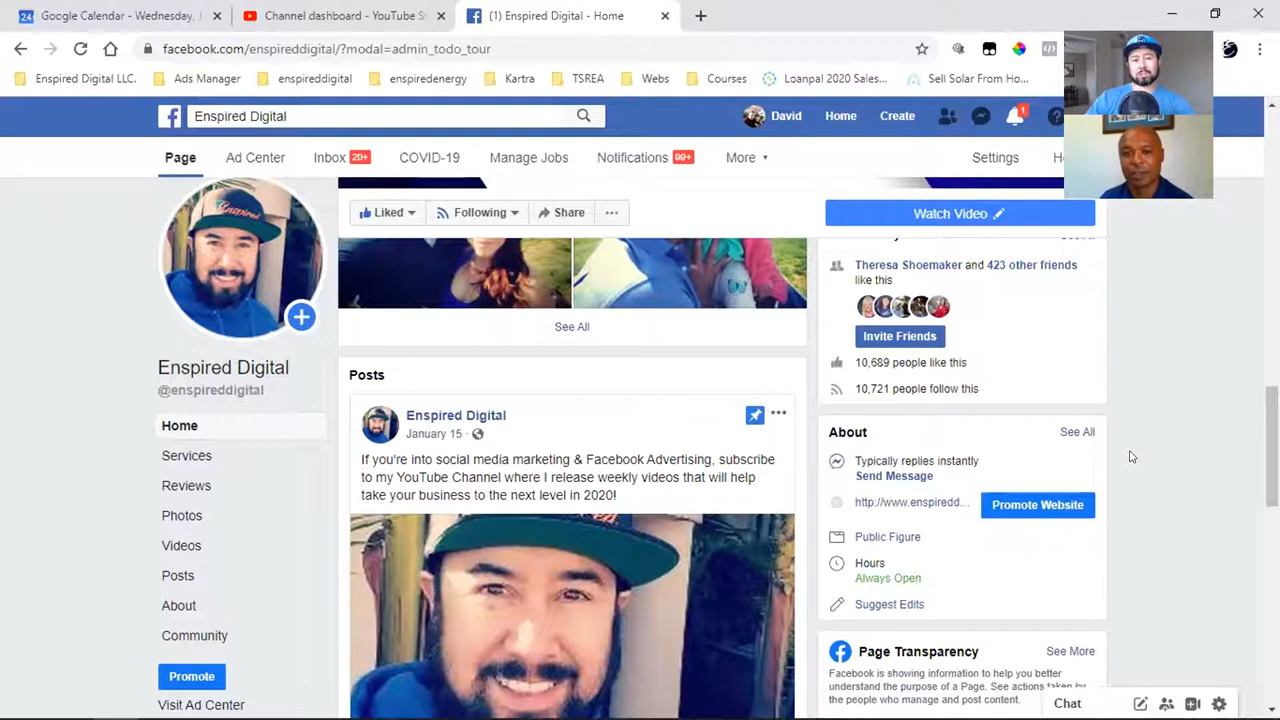 24 Google Calendar - Wednesday, J
Channel dashboard - YouTube St
(1) Enspired Digital - Home
facebook.com/enspireddigital/?modal=admin_todo_tour
Enspired Digital LLC.
Ads Manager
enspireddigital
enspiredenergy
Kartra
TSREA
Webs
Courses
Loanpal 2020 Sales...
Sell Solar From Ho...
Enspired Digital
David
Home
Create
1
Page
Ad Center
Inbox 20+
COVID-19
Manage Jobs
Notifications 99+
More
Settings
Liked
Following
Share
Watch Video
Theresa Shoemaker and 423 other friends
like this
Invite Friends
10,689 people like this
10,721 people follow this
See All
Enspired Digital
@enspireddigital
Home
Services
Reviews
Photos
Videos
Posts
About
Community
Promote
Visit Ad Center
Posts
Enspired Digital
January 15
If you're into social media marketing & Facebook Advertising, subscribe
to my YouTube Channel where I release weekly videos that will help
take your business to the next level in 2020!
About
See All
Typically replies instantly
Send Message
http://www.enspiredd...
Promote Website
Public Figure
Hours
Always Open
Suggest Edits
Page Transparency
See More
Facebook is showing information to help you better
understand the purpose of a Page. See actions taken by
the people who manage and post content.
Chat